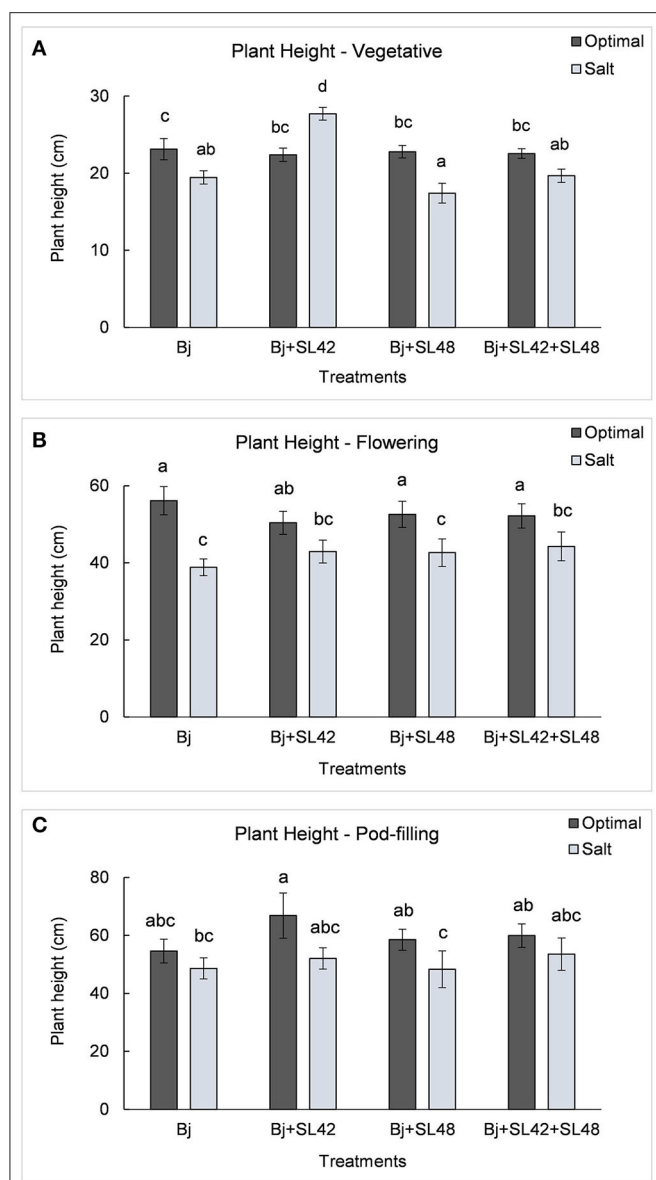 A
Plant Height - Vegetative
Optimal
Salt
Plant height (cm)
30
20
10
0
c
ab
bc
d
bc
a
bc
ab
Bj
Bj+SL42
Bj+SL48
Bj+SL42+SL48
Treatments
B
Plant Height - Flowering
Optimal
Salt
Plant height (cm)
60
40
20
0
a
c
ab
bc
a
c
a
bc
Bj
Bj+SL42
Bj+SL48
Bj+SL42+SL48
Treatments
C
Plant Height - Pod-filling
Optimal
Salt
Plant height (cm)
80
60
40
20
0
abc
bc
a
abc
ab
c
ab
abc
Bj
Bj+SL42
Bj+SL48
Bj+SL42+SL48
Treatments